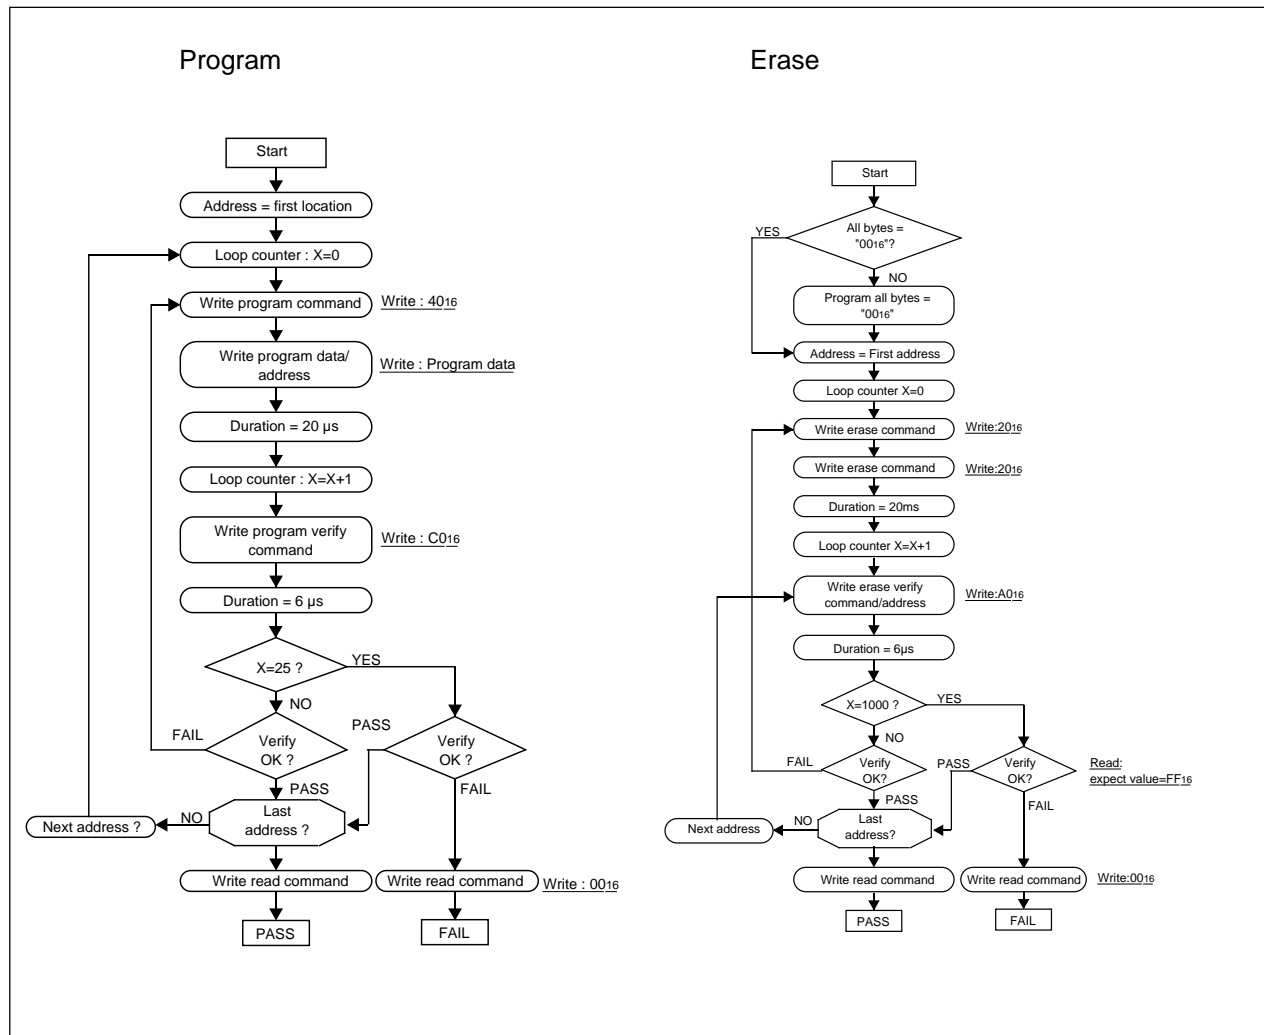 Program
Start
Address = first location
Loop counter : X=0
Write program command
Write : 4016
Write program data/
address
Write : Program data
Duration = 20 µs
Loop counter : X=X+1
Write program verify
command
Write : C016
Duration = 6 µs
X=25 ?
YES
NO
FAIL
Verify
OK ?
PASS
PASS
Verify
OK ?
FAIL
Last
address ?
NO
Next address ?
Write read command
Write read command
Write : 0016
PASS
FAIL
Erase
Start
All bytes =
"0016"?
YES
NO
Program all bytes =
"0016"
Address = First address
Loop counter X=0
Write erase command
Write:2016
Write erase command
Write:2016
Duration = 20ms
Loop counter X=X+1
Write erase verify
command/address
Write:A016
Duration = 6µs
X=1000 ?
YES
NO
FAIL
Verify
OK?
PASS
PASS
Verify
OK?
FAIL
Read:
expect value=FF16
Last
address?
NO
Next address
Write read command
Write read command
Write:0016
PASS
FAIL